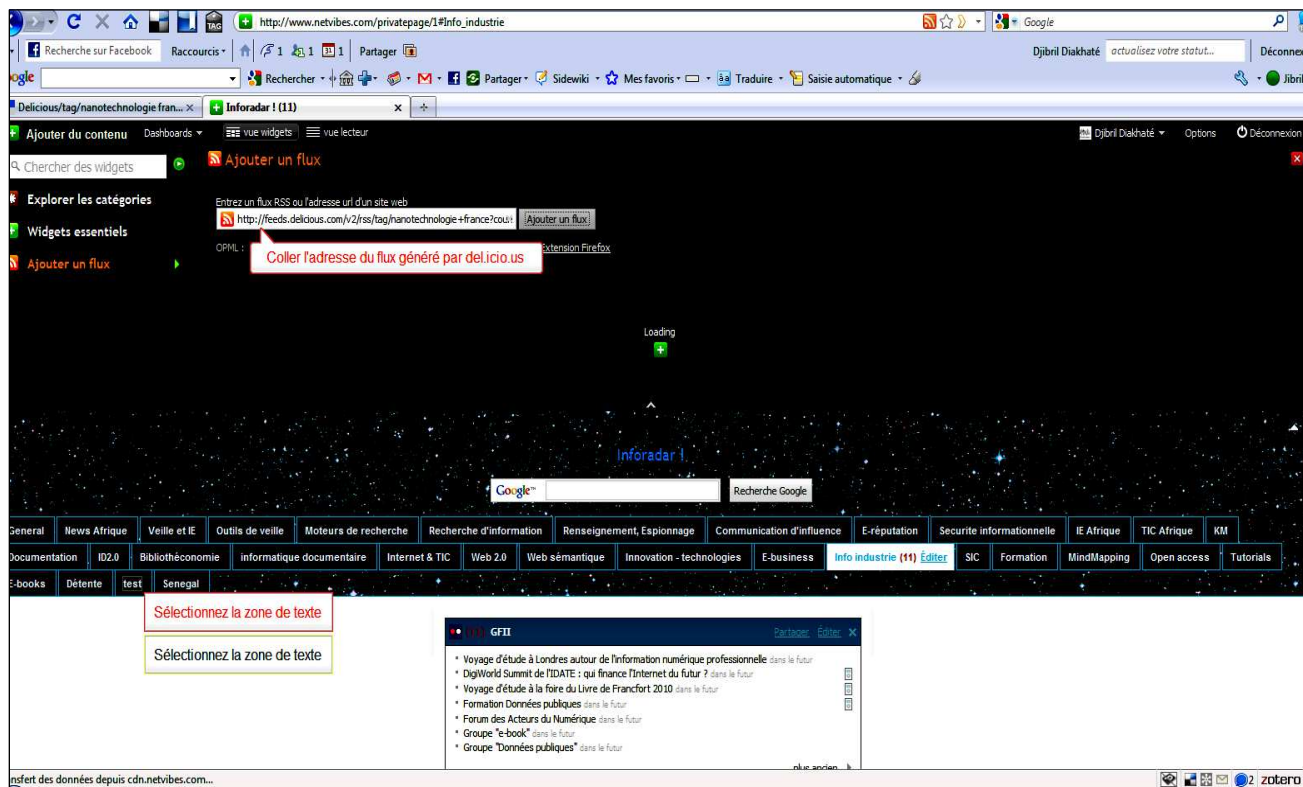 TAG
http://www.netvibes.com/privatepage/1#Info_industrie
Google
Recherche sur Facebook Raccourcis 1 1 1 Partager
Djibril Diakhaté actualisez votre statut...
ogle Rechercher Partager Sidewiki Mes favoris Traduire Saisie automatique
Delicious/tag/nanotechnologie fran... Inforadar ! (11)
Ajouter du contenu Dashboards vue widgets vue lecteur
Djibril Diakhaté Options Déconnexion
Chercher des widgets
Ajouter un flux
Explorer les catégories
Entrez un flux RSS ou l'adresse url d'un site web
http://feeds.delicious.com/v2/rss/tag/nanotechnologie+france?cou Ajouter un flux
Widgets essentiels
OPML : Extension Firefox
Coller l'adresse du flux généré par del.icio.us
Ajouter un flux
Loading
Inforadar !
Google™ Recherche Google
General News Afrique Veille et IE Outils de veille Moteurs de recherche Recherche d'information Renseignement, Espionnage Communication d'influence E-réputation Securite informationnelle IE Afrique TIC Afrique KM
Documentation ID2.0 Bibliothéconomie informatique documentaire Internet & TIC Web 2.0 Web sémantique Innovation - technologies E-business Info industrie (11) Éditer SIC Formation MindMapping Open access Tutorials
E-books Détente test Senegal
Sélectionnez la zone de texte
Sélectionnez la zone de texte
GFII Partager Éditer X
Voyage d'étude à Londres autour de l'information numérique professionnelle dans le futur
DigiWorld Summit de l'IDATE : qui finance l'Internet du futur ? dans le futur
Voyage d'étude à la foire du Livre de Francfort 2010 dans le futur
Formation Données publiques dans le futur
Forum des Acteurs du Numérique dans le futur
Groupe "e-book" dans le futur
Groupe "Données publiques" dans le futur
plus ancien
nsfert des données depuis cdn.netvibes.com...
2 zotero